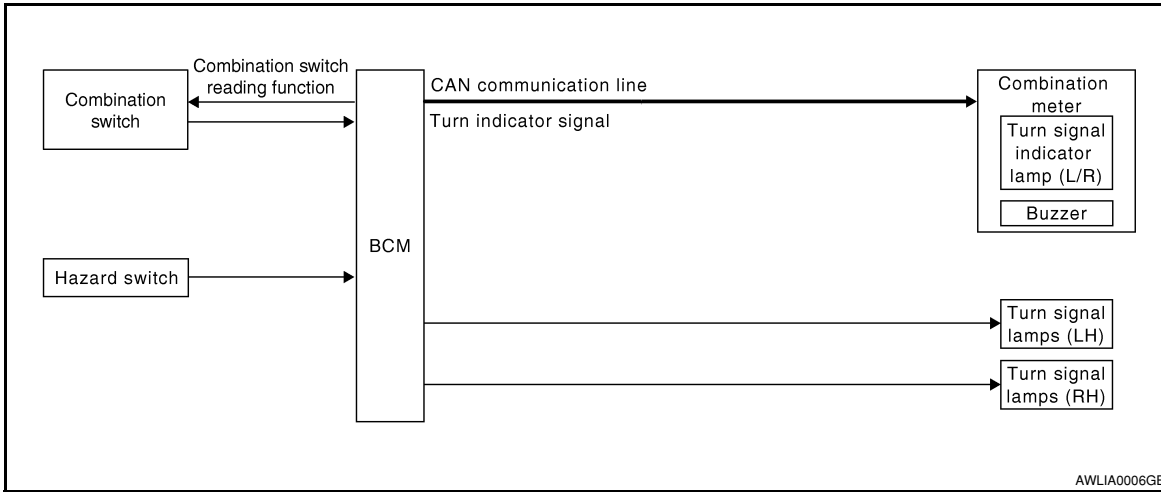 Combination switch
reading function
Combination
switch
CAN communication line
Turn indicator signal
Combination
meter
Turn signal
indicator
lamp (L/R)
Buzzer
BCM
Hazard switch
Turn signal
lamps (LH)
Turn signal
lamps (RH)